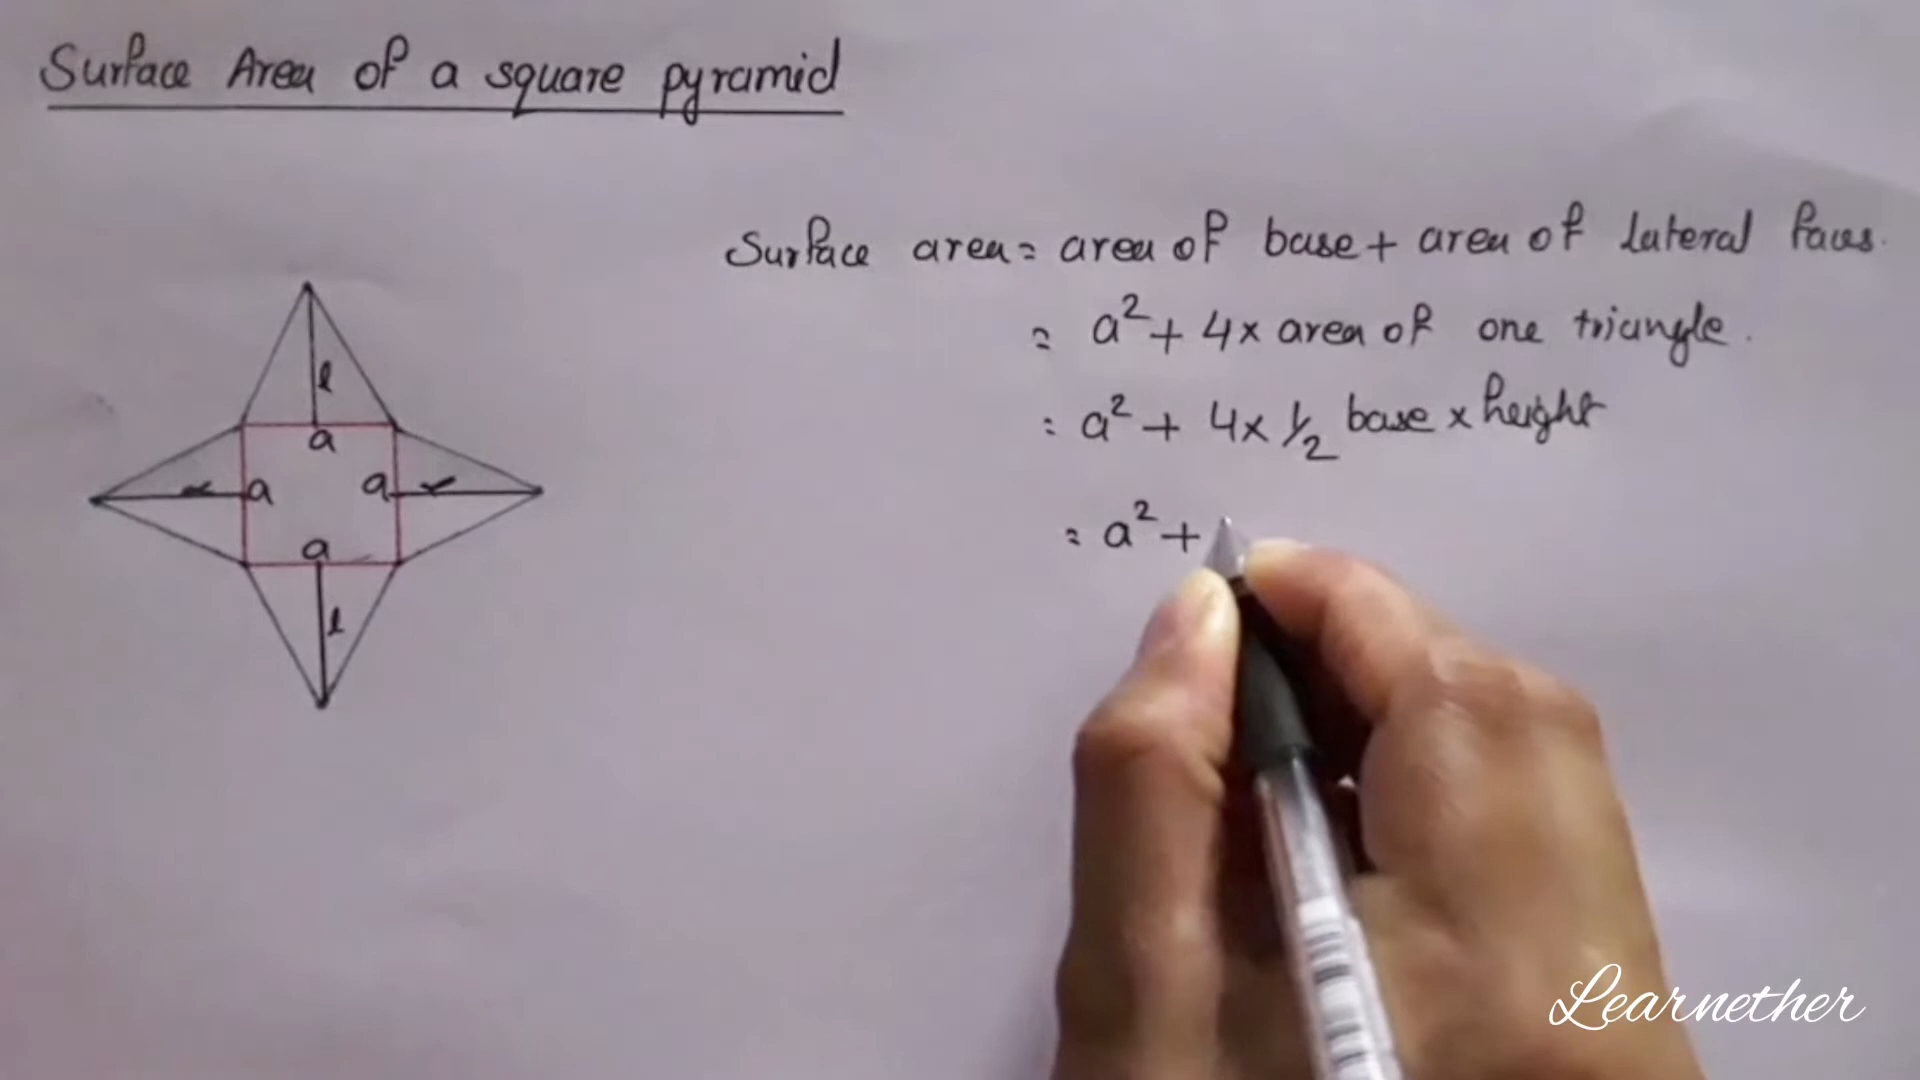 Surface Area of a square pyramid
Surface area = area of base + area of lateral faces.
= a² + 4 x area of one triangle.
= a² + 4 x 1/2 base x height
= a² +
l
a
a
a
a
l
Learnether